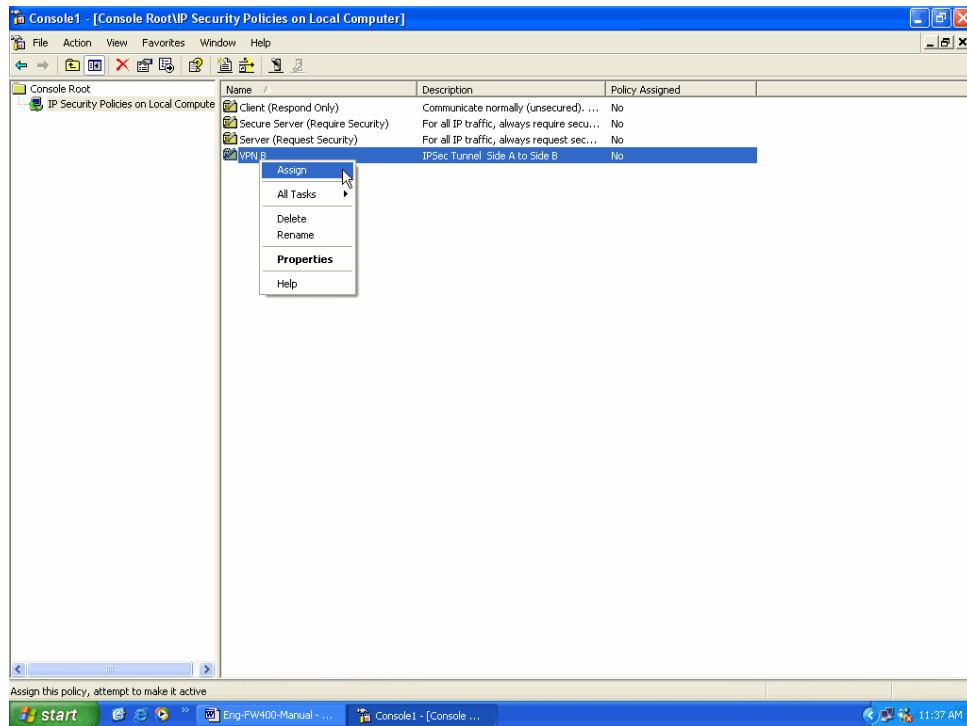 Console1 - [Console Root\IP Security Policies on Local Computer]
File Action View Favorites Window Help
Console Root
IP Security Policies on Local Compute
Name Description Policy Assigned
Client (Respond Only) Communicate normally (unsecured). ... No
Secure Server (Require Security) For all IP traffic, always require secu... No
Server (Request Security) For all IP traffic, always request sec... No
VPN B IPSec Tunnel Side A to Side B No
Assign
All Tasks
Delete
Rename
Properties
Help
Assign this policy, attempt to make it active
start Eng-FW400-Manual - ... Console1 - [Console ... 11:37 AM